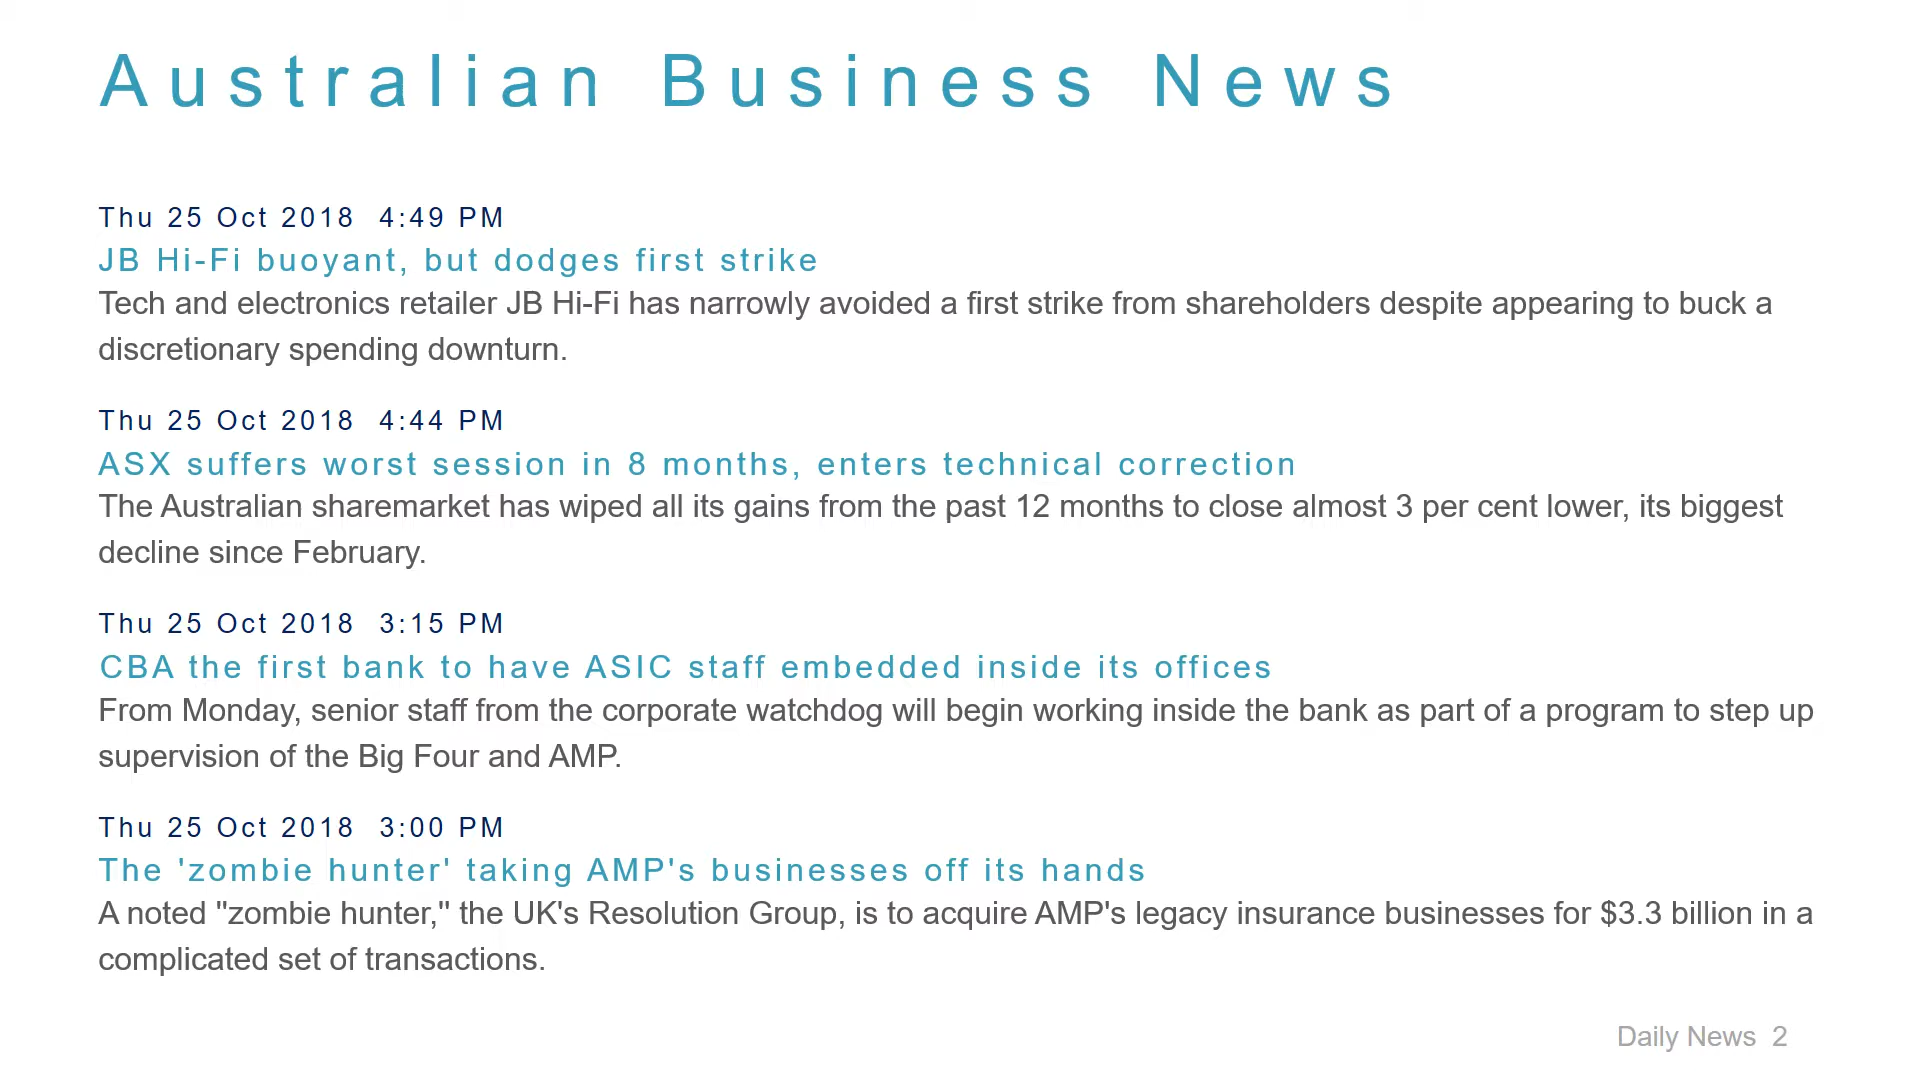 Australian Business News
Thu 25 Oct 2018  4:49 PM
JB Hi-Fi buoyant, but dodges first strike
Tech and electronics retailer JB Hi-Fi has narrowly avoided a first strike from shareholders despite appearing to buck a
discretionary spending downturn.
Thu 25 Oct 2018  4:44 PM
ASX suffers worst session in 8 months, enters technical correction
The Australian sharemarket has wiped all its gains from the past 12 months to close almost 3 per cent lower, its biggest
decline since February.
Thu 25 Oct 2018  3:15 PM
CBA the first bank to have ASIC staff embedded inside its offices
From Monday, senior staff from the corporate watchdog will begin working inside the bank as part of a program to step up
supervision of the Big Four and AMP.
Thu 25 Oct 2018  3:00 PM
The 'zombie hunter' taking AMP's businesses off its hands
A noted "zombie hunter," the UK's Resolution Group, is to acquire AMP's legacy insurance businesses for $3.3 billion in a
complicated set of transactions.
Daily News  2